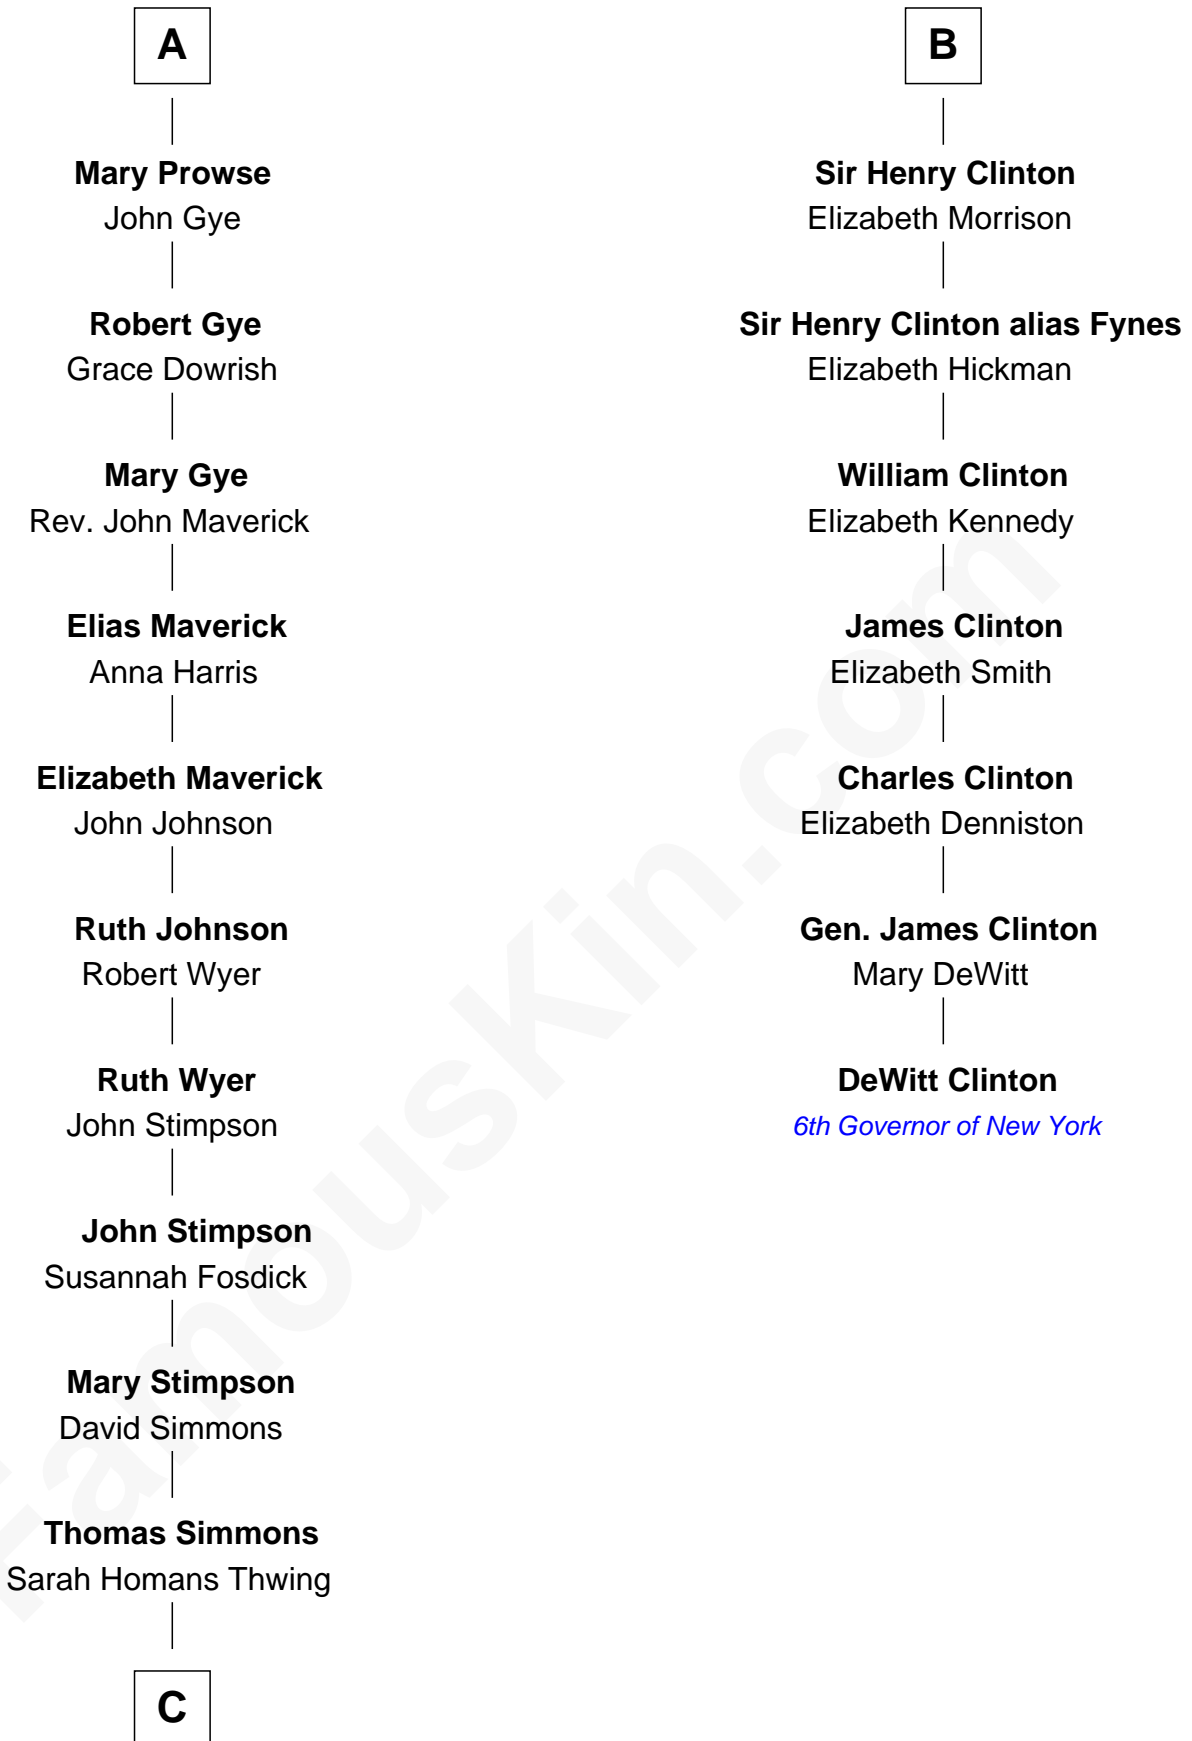 A
Mary Prowse
John Gye
Robert Gye
Grace Dowrish
Mary Gye
Rev. John Maverick
Elias Maverick
Anna Harris
Elizabeth Maverick
John Johnson
Ruth Johnson
Robert Wyer
Ruth Wyer
John Stimpson
John Stimpson
Susannah Fosdick
Mary Stimpson
David Simmons
Thomas Simmons
Sarah Homans Thwing
C
B
Sir Henry Clinton
Elizabeth Morrison
Sir Henry Clinton alias Fynes
Elizabeth Hickman
William Clinton
Elizabeth Kennedy
James Clinton
Elizabeth Smith
Charles Clinton
Elizabeth Denniston
Gen. James Clinton
Mary DeWitt
DeWitt Clinton
6th Governor of New York
FamousKin.com